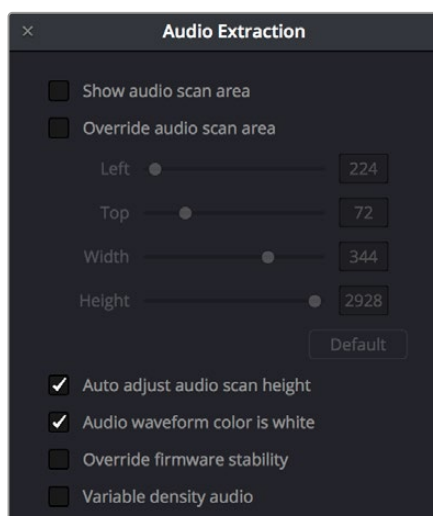 Audio Extraction
Show audio scan area
Override audio scan area
Left 224
Top 72
Width 344
Height 2928
Default
Auto adjust audio scan height
Audio waveform color is white
Override firmware stability
Variable density audio